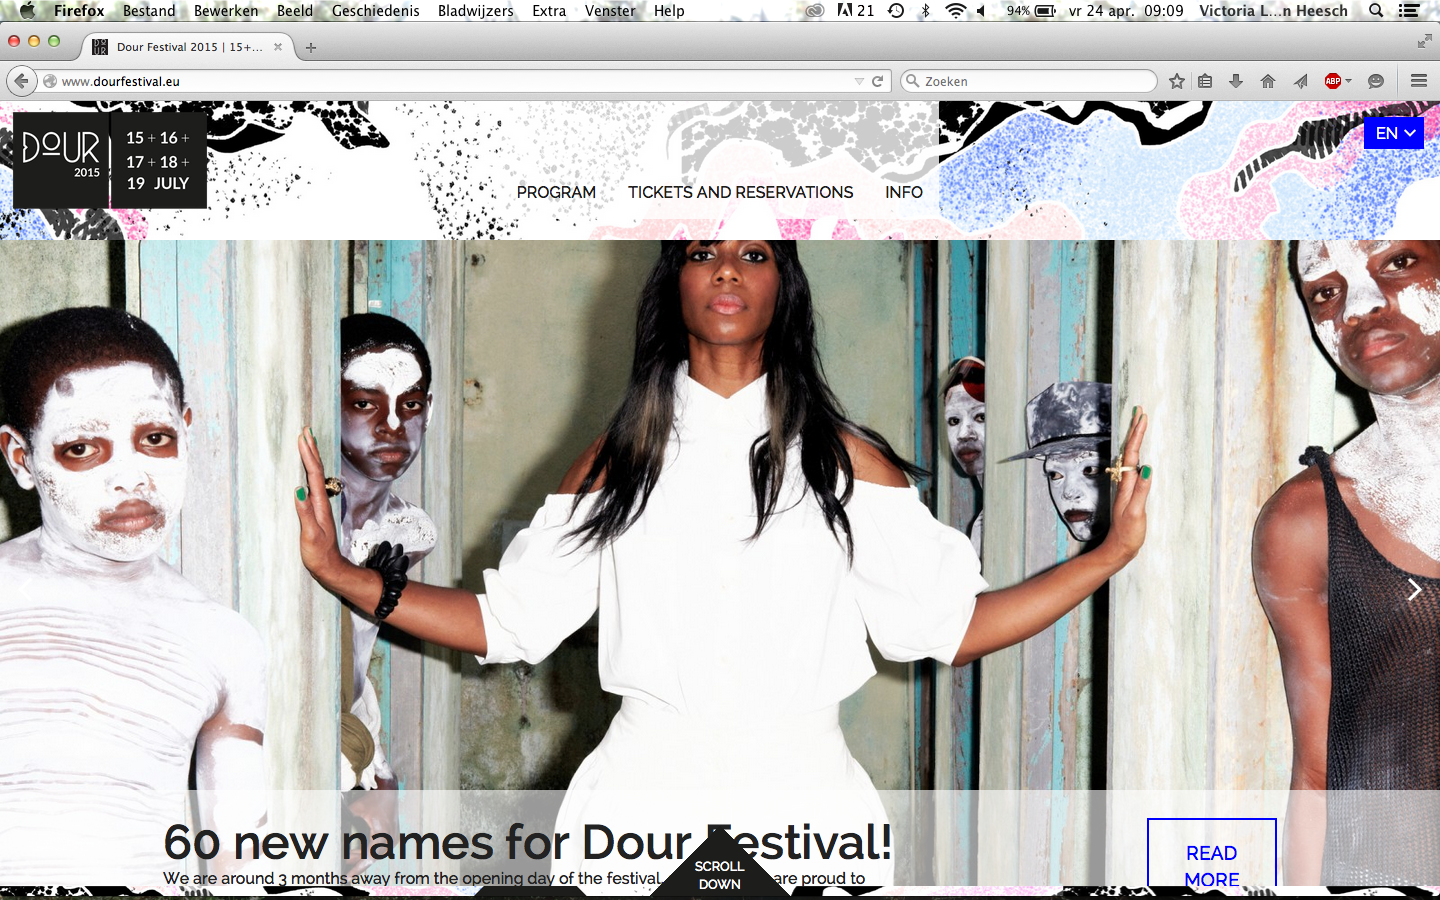 Firefox Bestand Bewerken Beeld Geschiedenis Bladwijzers Extra Venster Help 21 94% vr 24 apr. 09:09 Victoria L...n Heesch
Dour Festival 2015 | 15+...
www.dourfestival.eu Zoeken ABP
DOUR
2015
15 + 16 +
17 + 18 +
19 JULY
EN
PROGRAM TICKETS AND RESERVATIONS INFO
60 new names for Dour Festival!
We are around 3 months away from the opening day of the festival are proud to
SCROLL
DOWN
READ
MORE